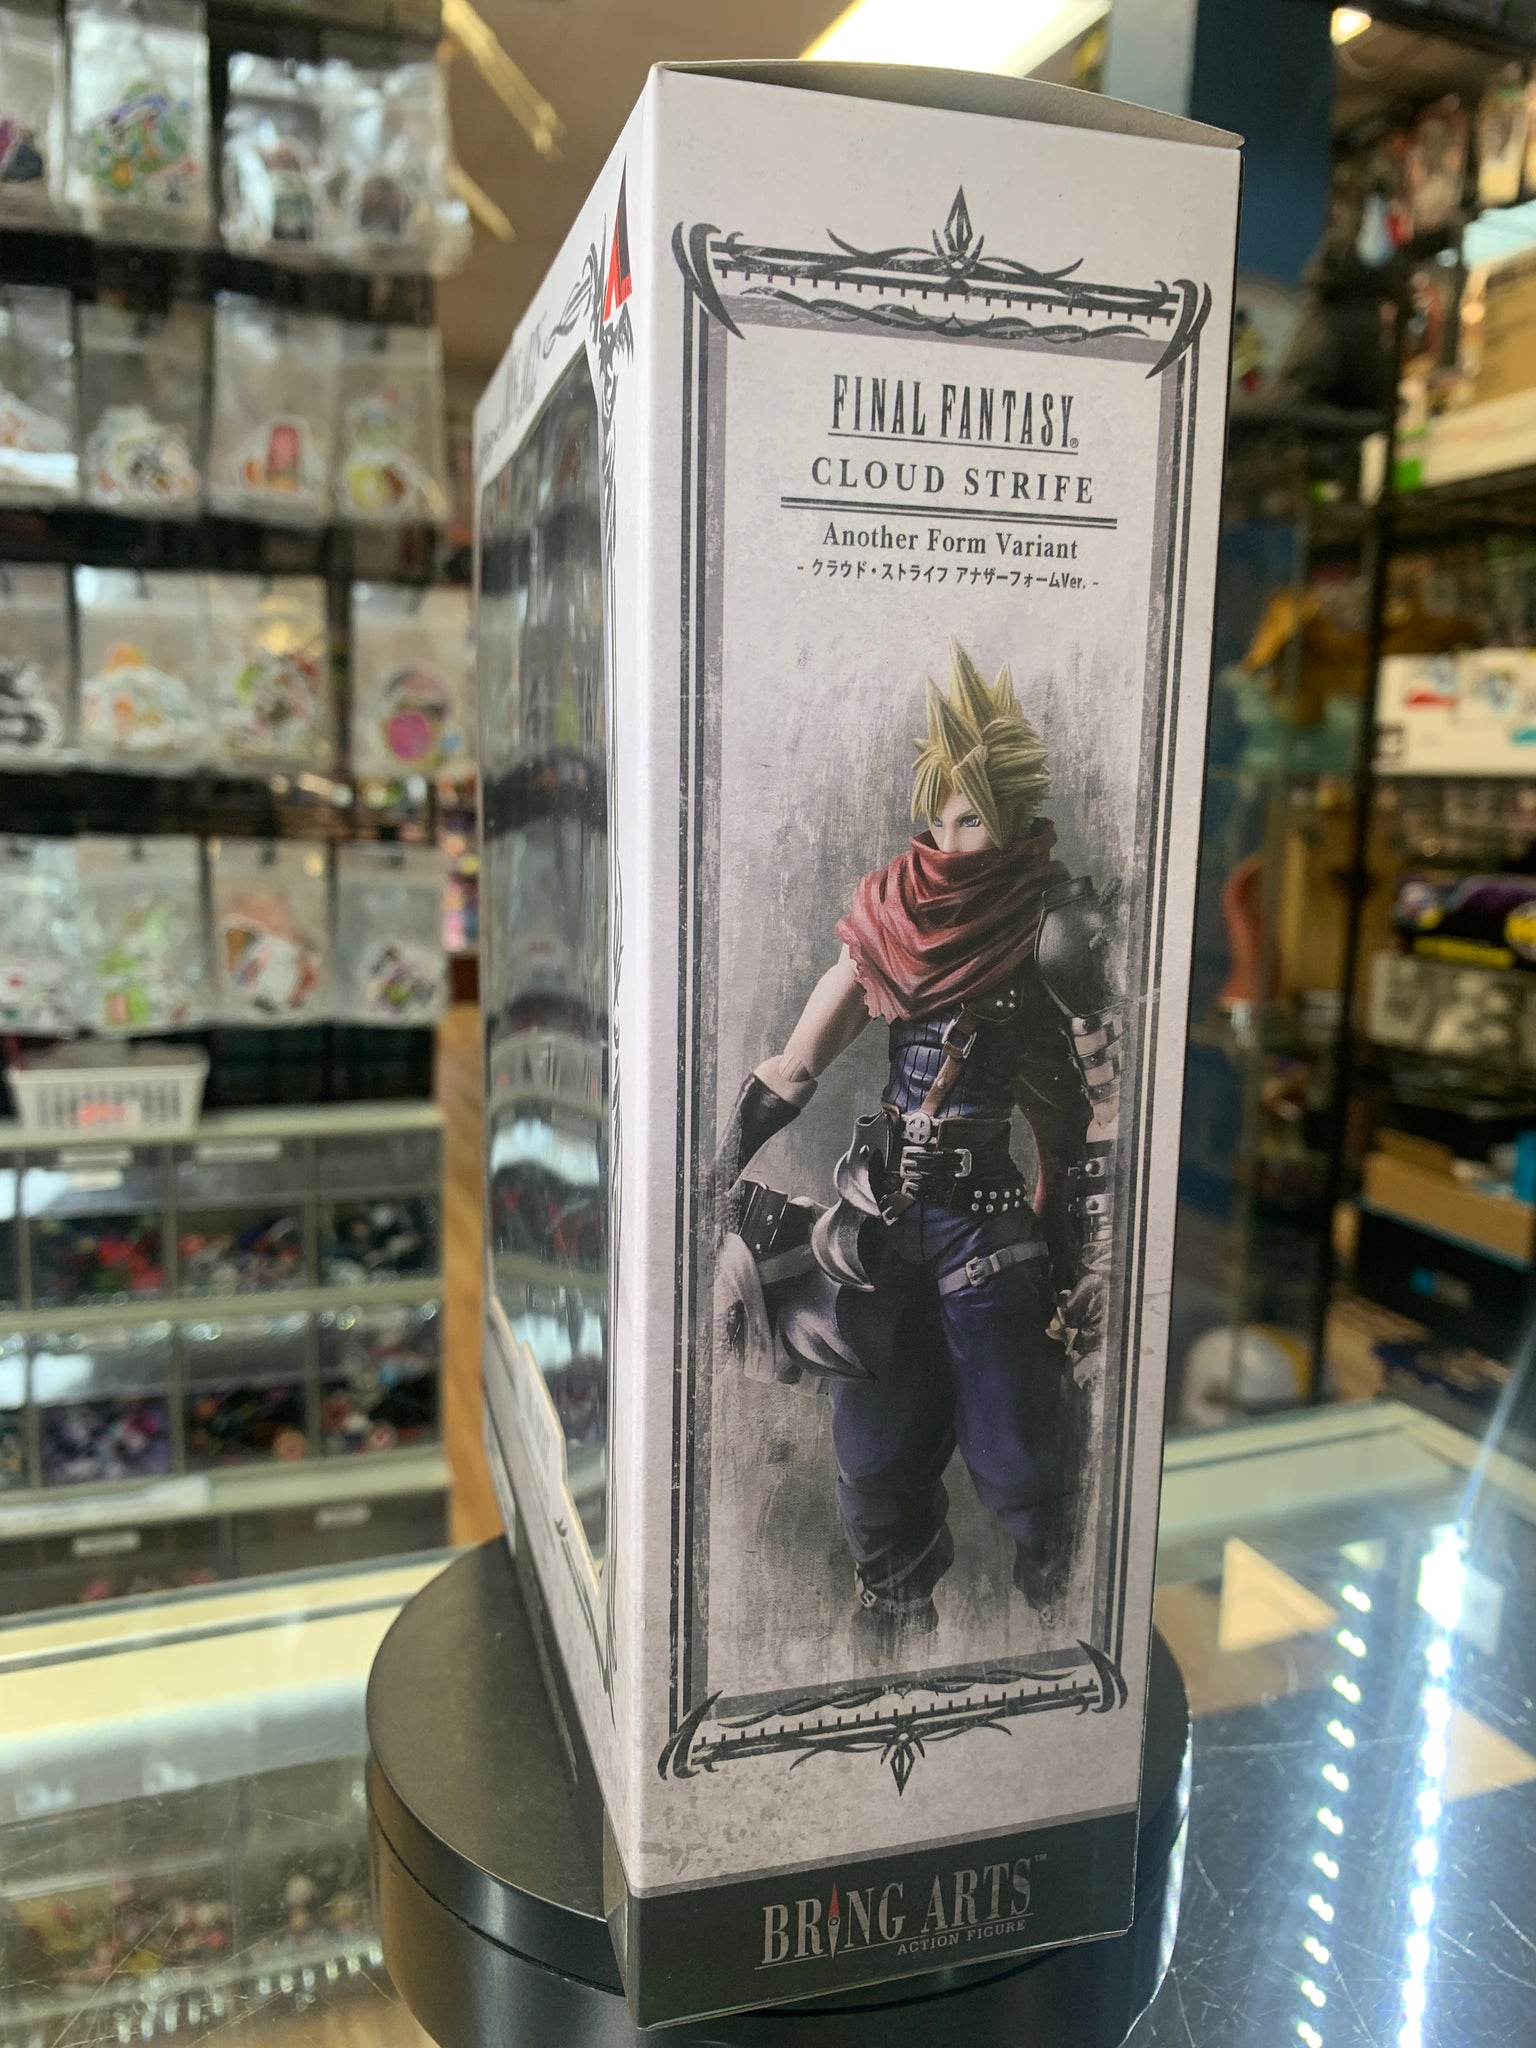 FINAL FANTASY®
CLOUD STRIFE
Another Form Variant
- クラウド・ストライフ アナザーフォームVer. -
BRING ARTS™
ACTION FIGURE